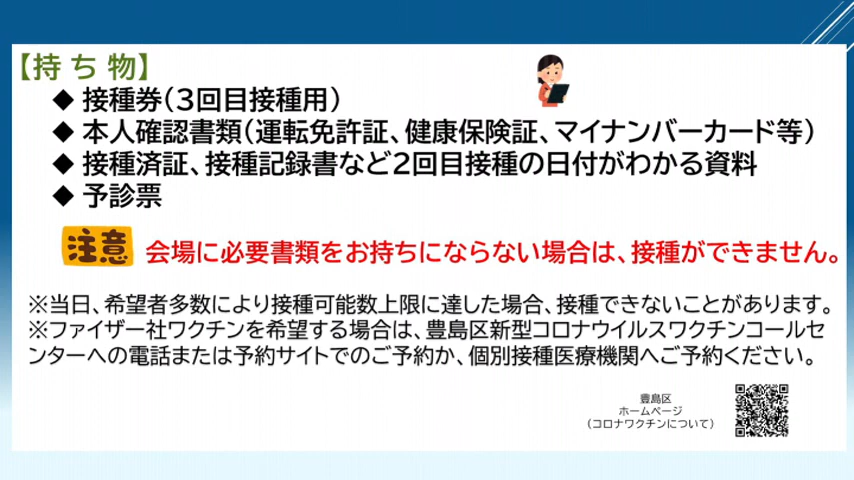 【持ち物】
◆ 接種券（3回目接種用）
◆ 本人確認書類（運転免許証、健康保険証、マイナンバーカード等）
◆ 接種済証、接種記録書など2回目接種の日付がわかる資料
◆ 予診票
注意 会場に必要書類をお持ちにならない場合は、接種ができません。
※当日、希望者多数により接種可能数上限に達した場合、接種できないことがあります。
※ファイザー社ワクチンを希望する場合は、豊島区新型コロナウイルスワクチンコールセ
ンターへの電話または予約サイトでのご予約か、個別接種医療機関へご予約ください。
豊島区
ホームページ
（コロナワクチンについて）